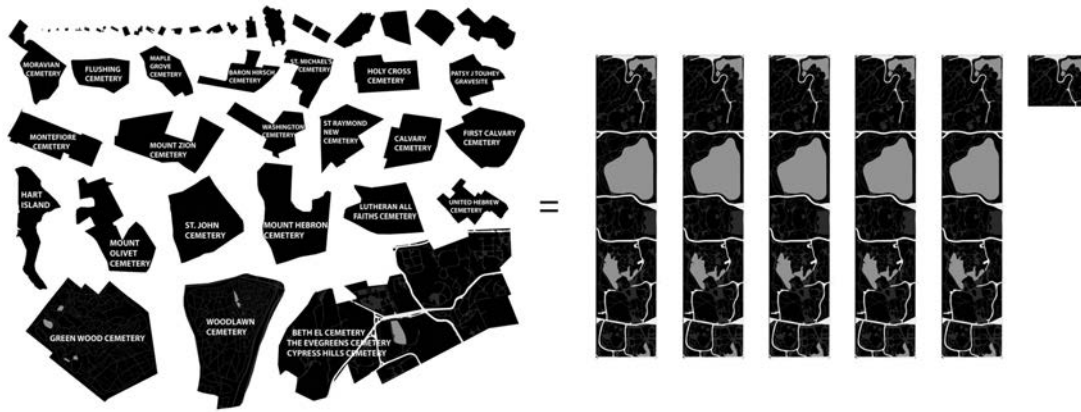 MORAVIAN
CEMETERY
FLUSHING
CEMETERY
MAPLE
GROVE
CEMETERY
BARON HIRSCH
CEMETERY
ST. MICHAEL'S
CEMETERY
HOLY CROSS
CEMETERY
PATSY J TOUHEY
GRAVESITE
MONTEFIORE
CEMETERY
MOUNT ZION
CEMETERY
WASHINGTON
CEMETERY
ST RAYMOND
NEW
CEMETERY
CALVARY
CEMETERY
FIRST CALVARY
CEMETERY
HART
ISLAND
MOUNT
OLIVET
CEMETERY
ST. JOHN
CEMETERY
MOUNT HEBRON
CEMETERY
LUTHERAN ALL
FAITHS CEMETERY
UNITED HEBREW
CEMETERY
=
GREEN WOOD CEMETERY
WOODLAWN
CEMETERY
BETH EL CEMETERY
THE EVEGREENS CEMETERY
CYPRESS HILLS CEMETERY